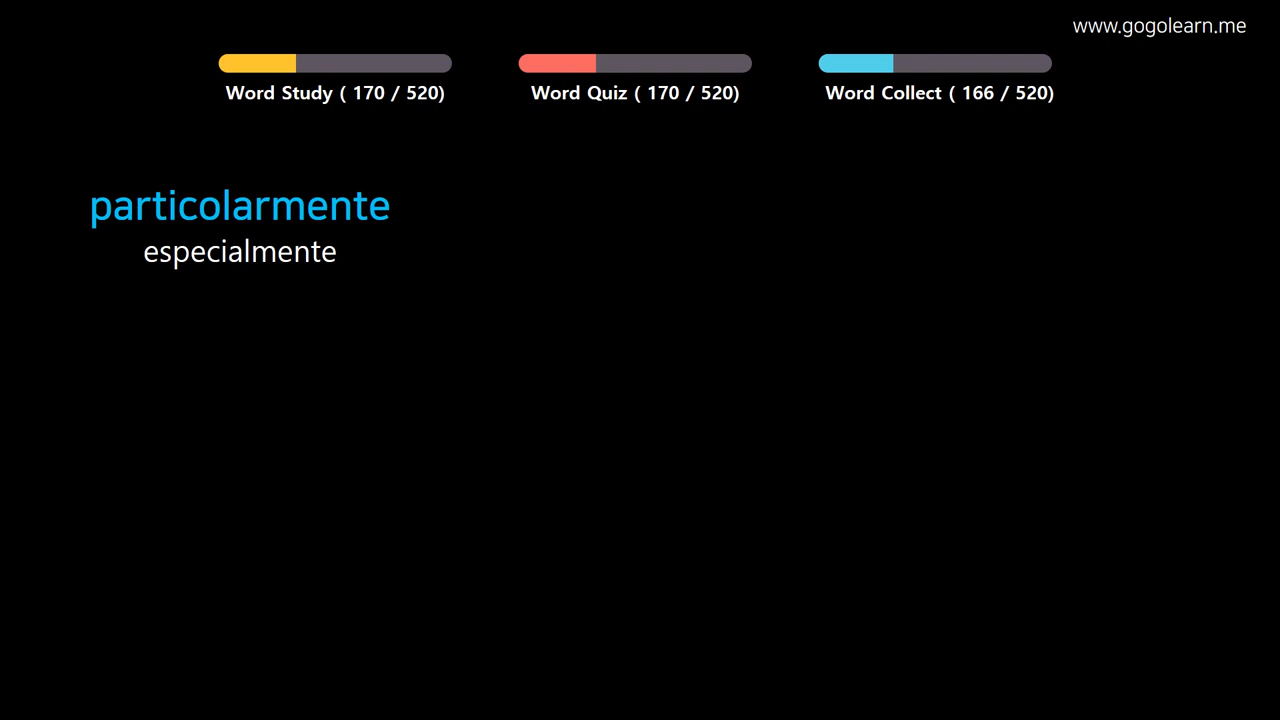 www.gogolearn.me
Word Study ( 170 / 520)
Word Quiz ( 170 / 520)
Word Collect ( 166 / 520)
particolarmente
especialmente